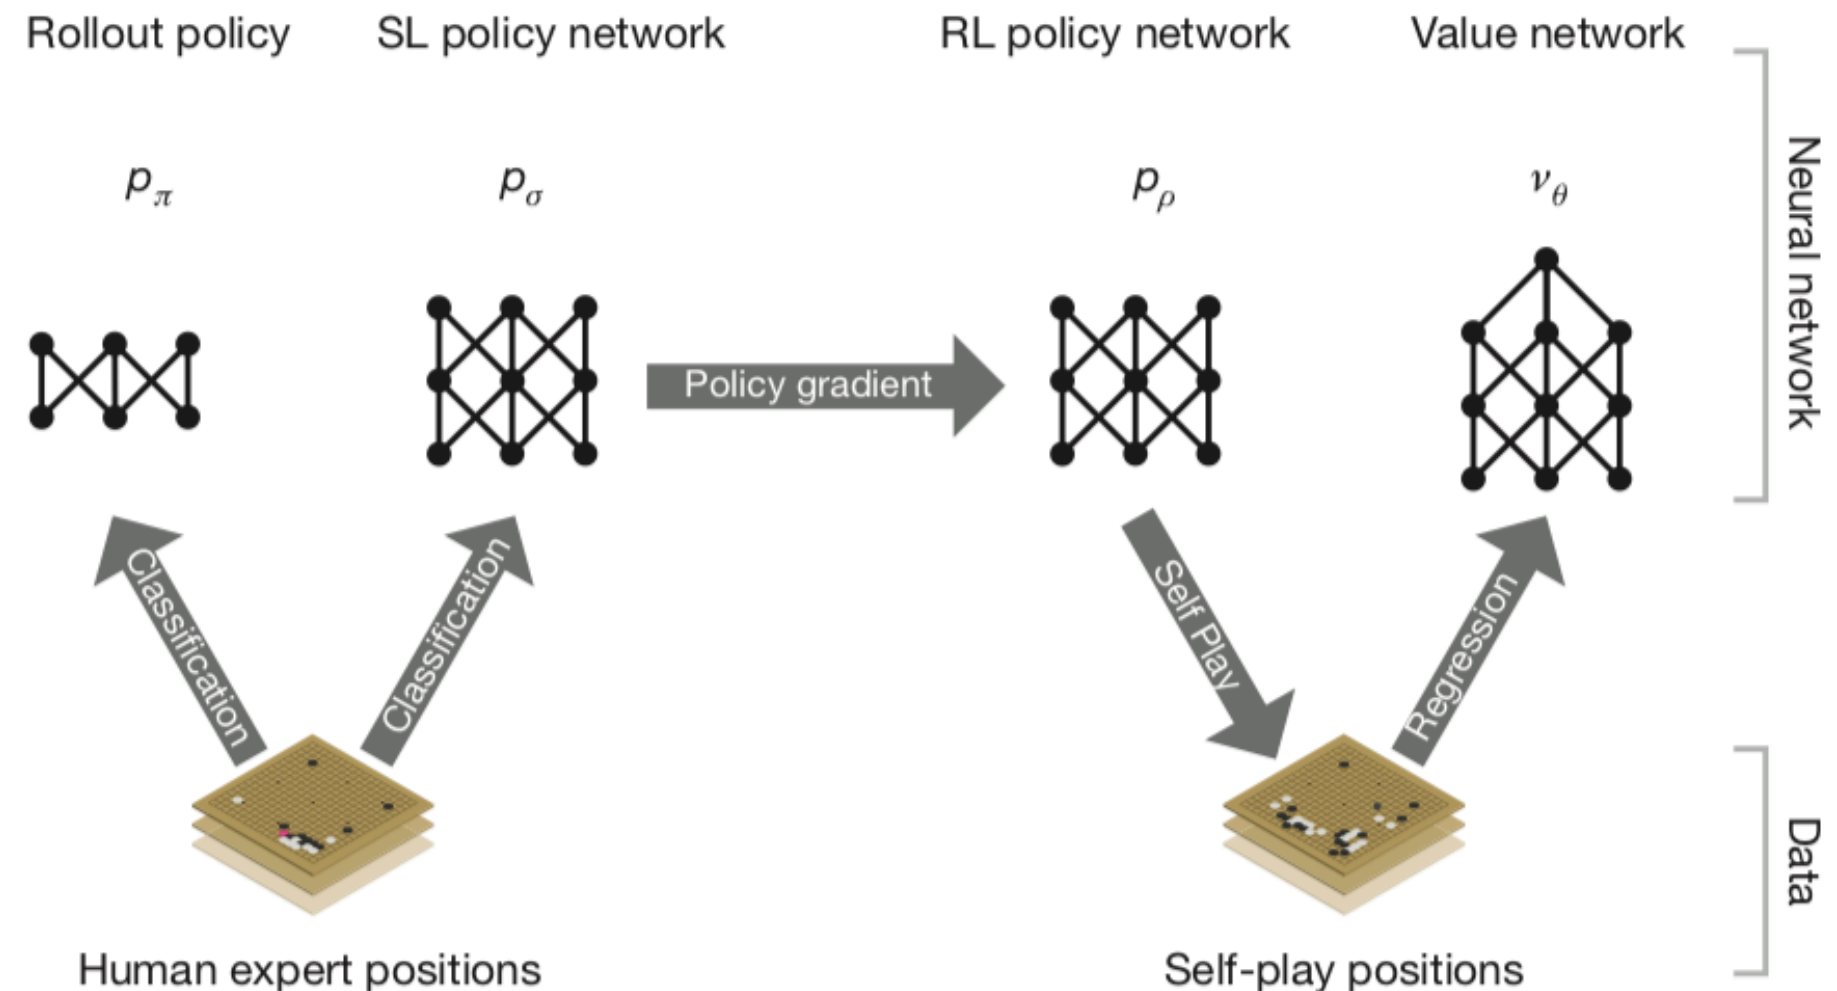 Rollout policy
SL policy network
RL policy network
Value network
pπ
pσ
pρ
νθ
Neural network
Policy gradient
Classification
Classification
Self Play
Regression
Data
Human expert positions
Self-play positions